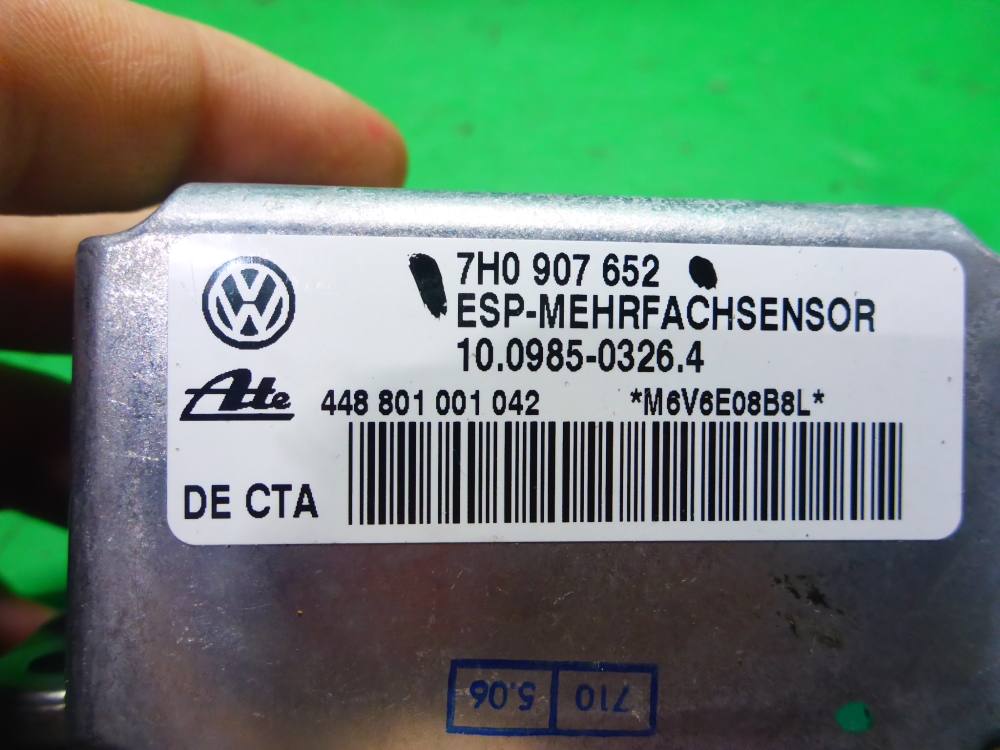 7H0 907 652
ESP-MEHRFACHSENSOR
10.0985-0326.4
Ate 448 801 001 042 *M6V6E08B8L*
DE CTA
710 5.06